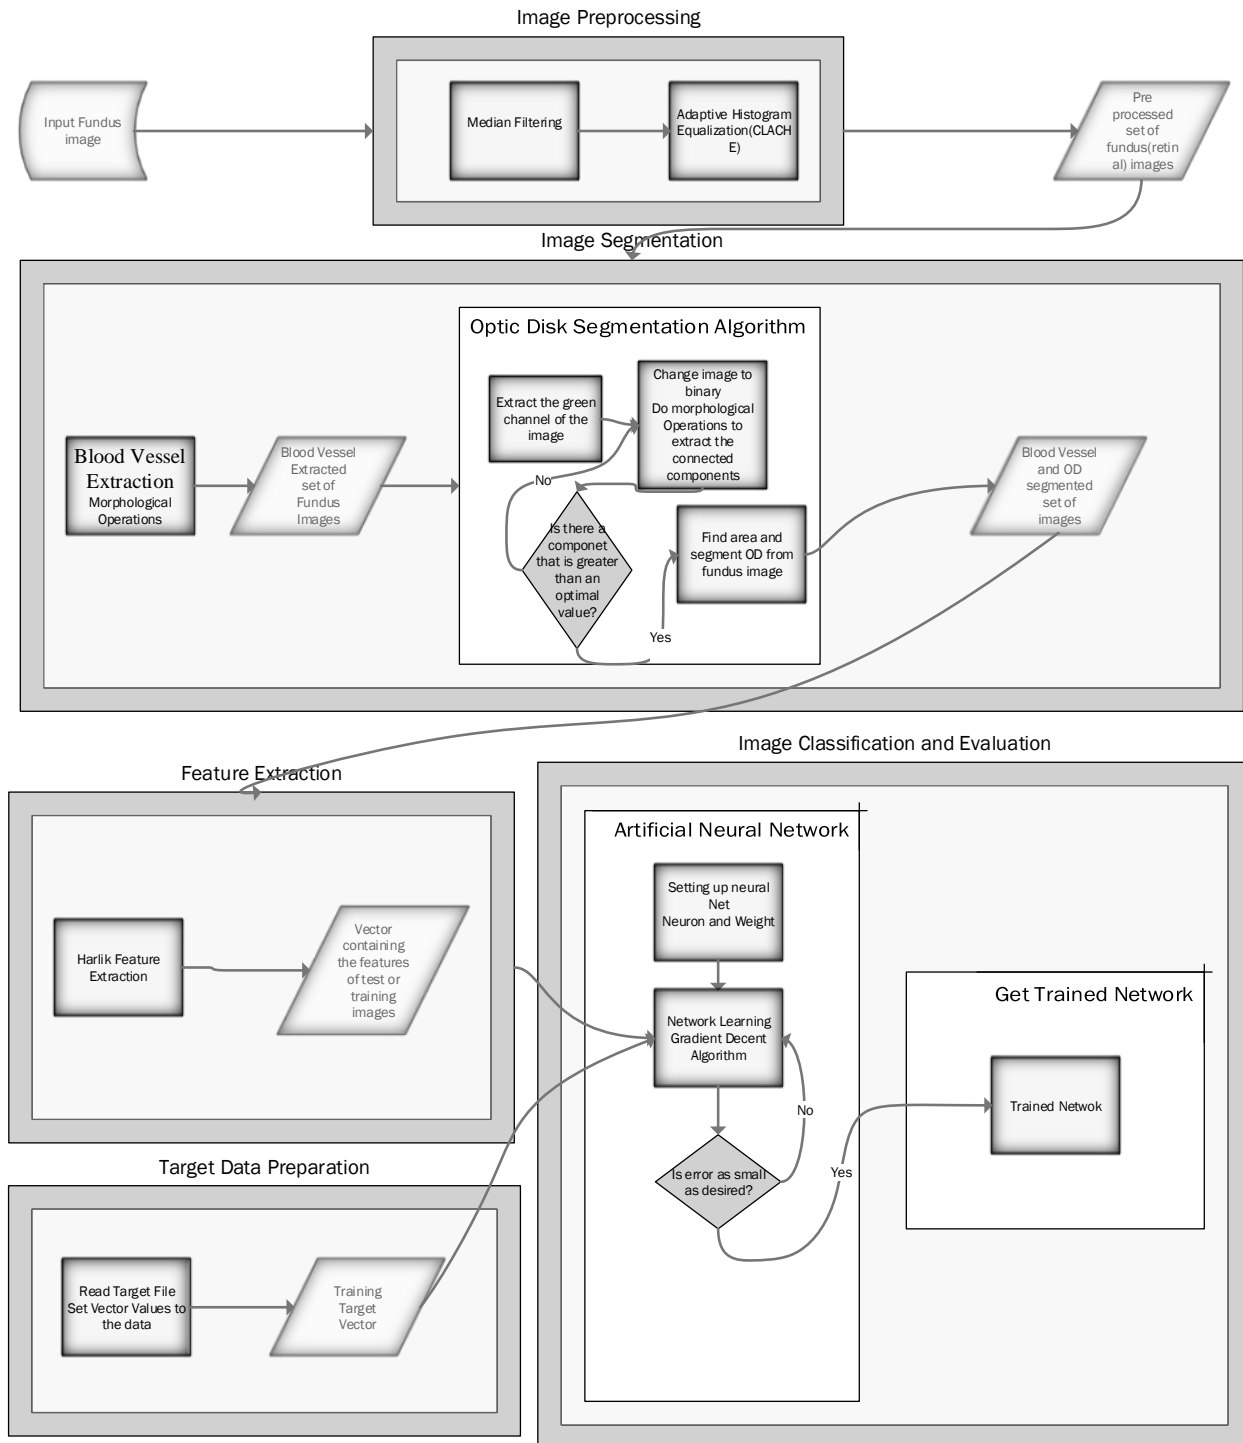 Image Preprocessing
Input Fundus
image
Median Filtering
Adaptive Histogram
Equalization(CLACH
E)
Pre
processed
set of
fundus(retin
al) images
Image Segmentation
Optic Disk Segmentation Algorithm
Blood Vessel
Extraction
Morphological
Operations
Blood Vessel
Extracted
set of
Fundus
Images
Extract the green
channel of the
image
Change image to
binary
Do morphological
Operations to
extract the
connected
components
No
Is there a
componet
that is greater
than an
optimal
value?
Yes
Find area and
segment OD from
fundus image
Blood Vessel
and OD
segmented
set of
images
Feature Extraction
Harlik Feature
Extraction
Vector
containing
the features
of test or
training
images
Target Data Preparation
Read Target File
Set Vector Values to
the data
Training
Target
Vector
Image Classification and Evaluation
Artificial Neural Network
Setting up neural
Net
Neuron and Weight
Network Learning
Gradient Decent
Algorithm
No
Is error as small
as desired?
Yes
Get Trained Network
Trained Netwok